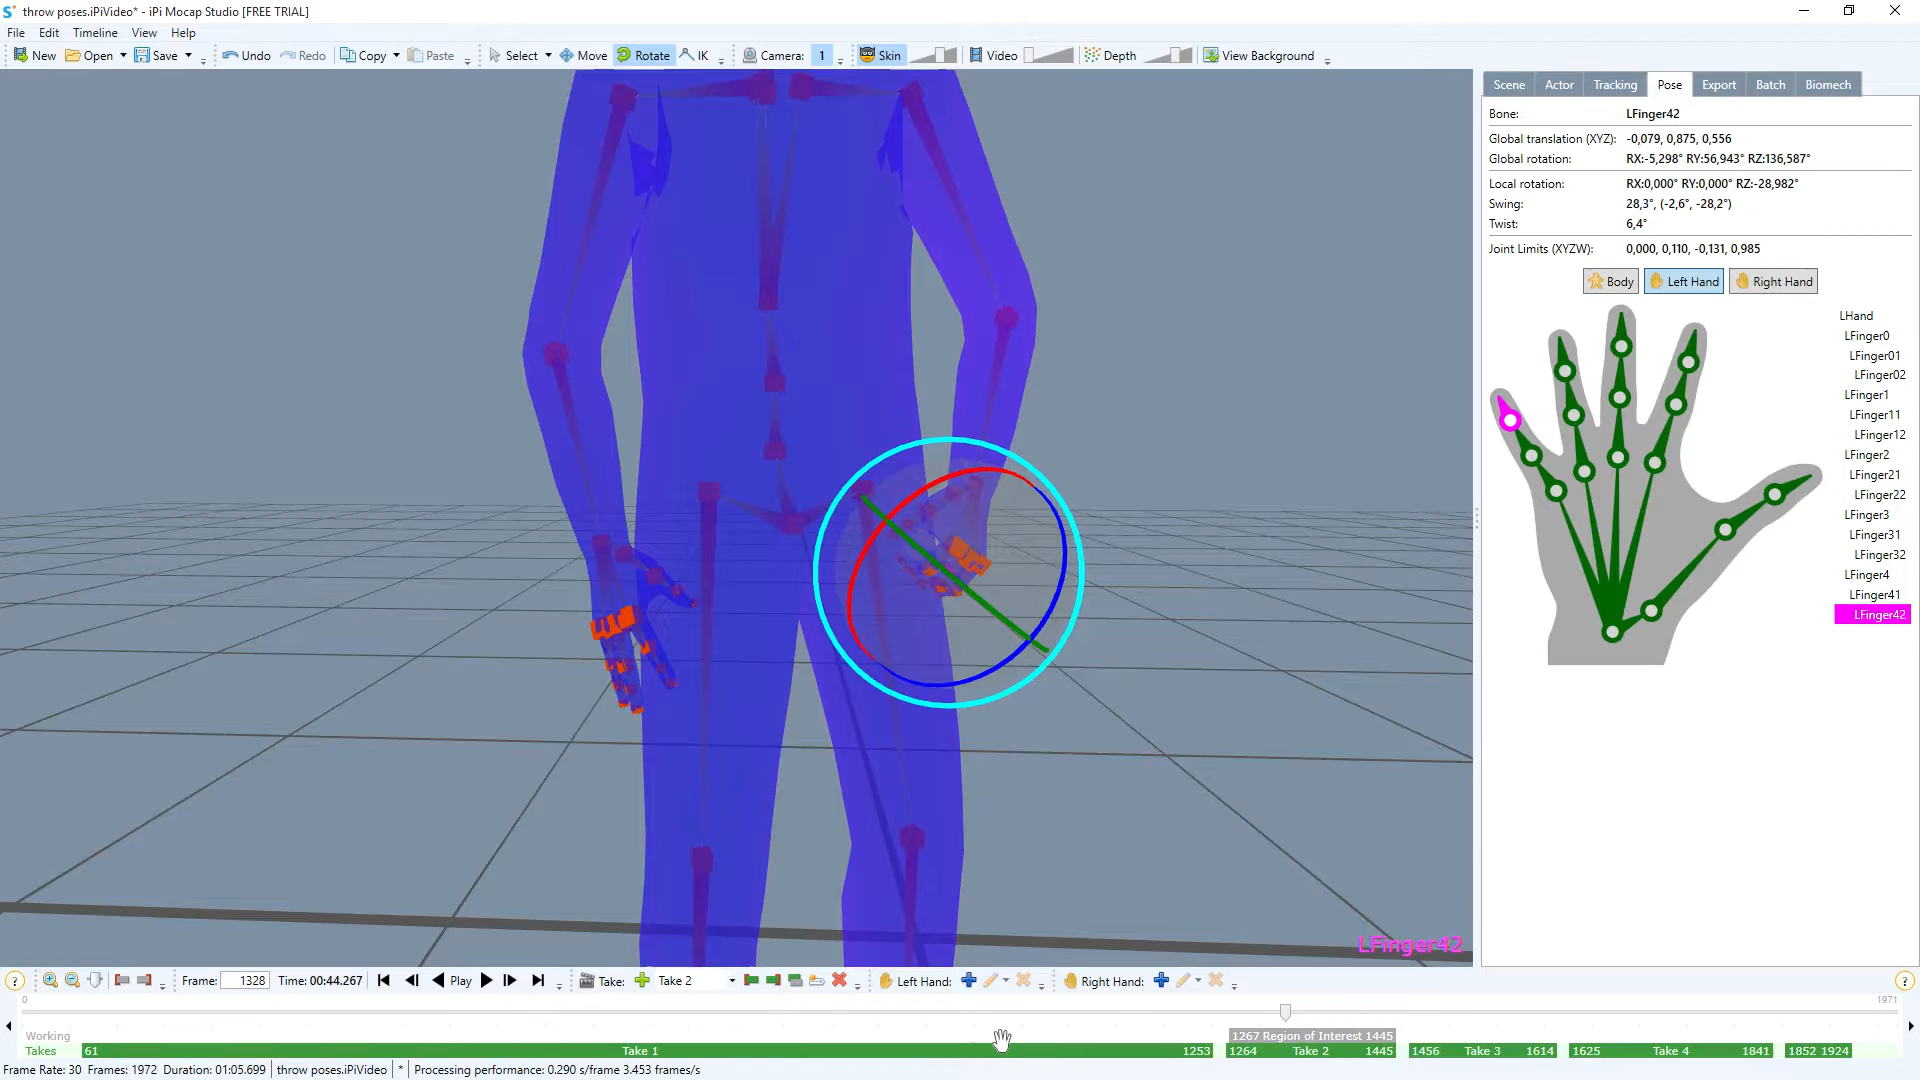 throw poses.iPiVideo* - iPi Mocap Studio [FREE TRIAL]
File Edit Timeline View Help
New Open Save Undo Redo Copy Paste Select Move Rotate IK Camera: 1 Skin Video Depth View Background
Scene Actor Tracking Pose Export Batch Biomech
Bone: LFinger42
Global translation (XYZ): -0,079, 0,875, 0,556
Global rotation: RX:-5,298° RY:56,943° RZ:136,587°
Local rotation: RX:0,000° RY:0,000° RZ:-28,982°
Swing: 28,3°, (-2,6°, -28,2°)
Twist: 6,4°
Joint Limits (XYZW): 0,000, 0,110, -0,131, 0,985
Body Left Hand Right Hand
LHand
LFinger0
LFinger01
LFinger02
LFinger1
LFinger11
LFinger12
LFinger2
LFinger21
LFinger22
LFinger3
LFinger31
LFinger32
LFinger4
LFinger41
LFinger42
LFinger42
? Frame: 1328 Time: 00:44.267 Play Take: Take 2 Left Hand: Right Hand: ?
0 1971
Working 1267 Region of Interest 1445
Takes 61 Take 1 1253 1264 Take 2 1445 1456 Take 3 1614 1625 Take 4 1841 1852 1924
Frame Rate: 30 Frames: 1972 Duration: 01:05.699 throw poses.iPiVideo * Processing performance: 0.290 s/frame 3.453 frames/s